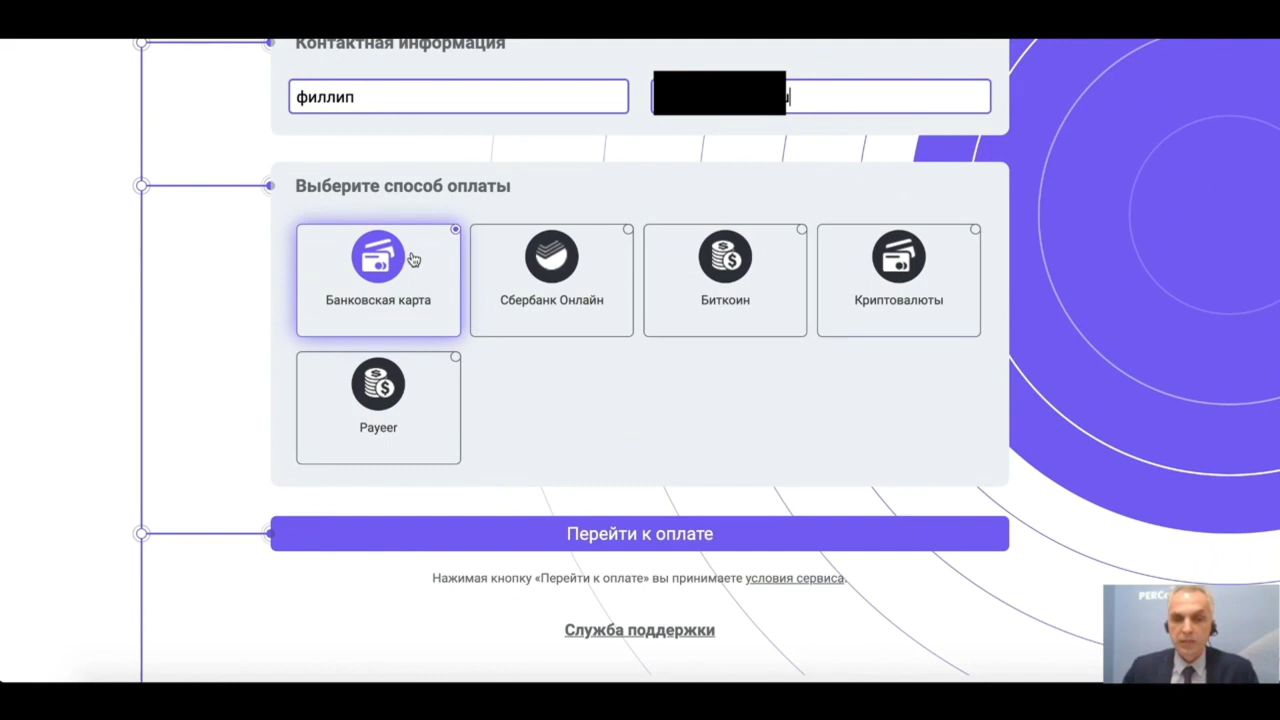 Контактная информация
филлип
Выберите способ оплаты
Банковская карта
Сбербанк Онлайн
Биткоин
Криптовалюты
Payeer
Перейти к оплате
Нажимая кнопку «Перейти к оплате» вы принимаете условия сервиса.
Служба поддержки